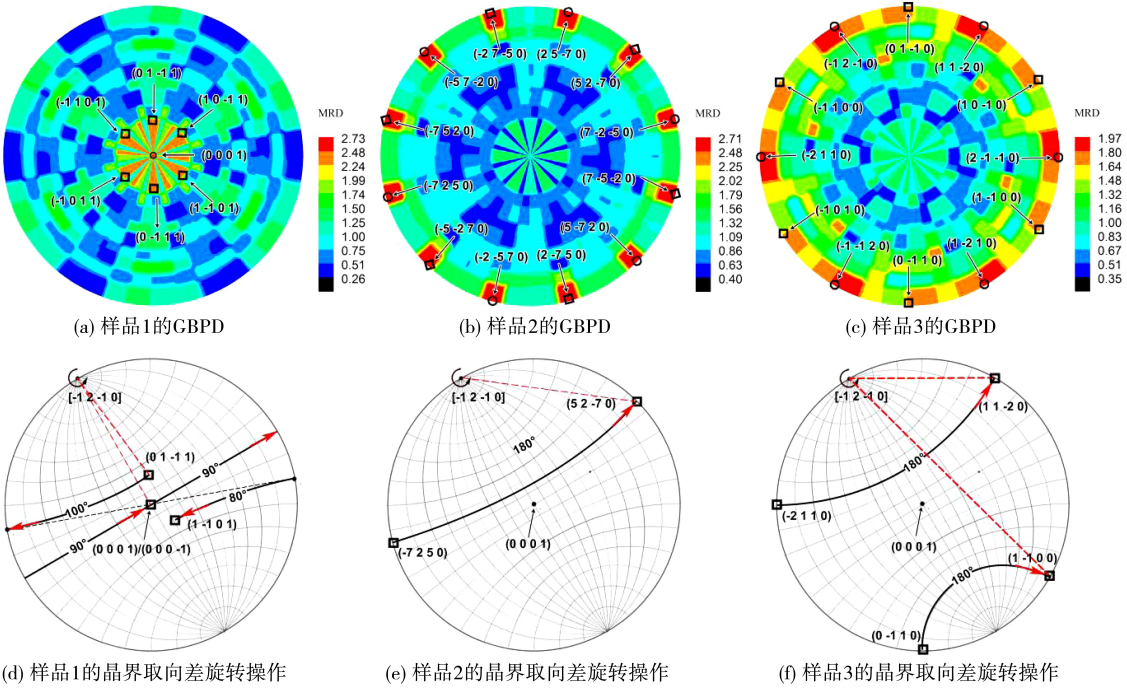 (0 1 -1 1)
(-1 1 0 1)
(1 0 -1 1)
(0 0 0 1)
(-1 0 1 1)
(1 -1 0 1)
(0 -1 1 1)
MRD
2.73
2.48
2.24
1.99
1.74
1.50
1.25
1.00
0.75
0.51
0.26
(a) 样品1的GBPD
(-2 7 -5 0)
(2 5 -7 0)
(-5 7 -2 0)
(5 2 -7 0)
(-7 5 2 0)
(7 -2 -5 0)
(-7 2 5 0)
(7 -5 -2 0)
(-5 -2 7 0)
(5 -7 2 0)
(-2 -5 7 0)
(2 -7 5 0)
MRD
2.71
2.48
2.25
2.02
1.79
1.56
1.32
1.09
0.86
0.63
0.40
(b) 样品2的GBPD
(0 1 -1 0)
(-1 2 -1 0)
(1 1 -2 0)
(-1 1 0 0)
(1 0 -1 0)
(-2 1 1 0)
(2 -1 -1 0)
(-1 0 1 0)
(1 -1 0 0)
(-1 -1 2 0)
(1 -2 1 0)
(0 -1 1 0)
MRD
1.97
1.80
1.64
1.48
1.32
1.16
1.00
0.83
0.67
0.51
0.35
(c) 样品3的GBPD
[-1 2 -1 0]
(0 1 -1 1)
90°
100°
80°
(1 -1 0 1)
90°
(0 0 0 1)/(0 0 0 -1)
(d) 样品1的晶界取向差旋转操作
[-1 2 -1 0]
(5 2 -7 0)
180°
(-7 2 5 0)
(0 0 0 1)
(e) 样品2的晶界取向差旋转操作
[-1 2 -1 0]
(1 1 -2 0)
180°
(-2 1 1 0)
(0 0 0 1)
(1 -1 0 0)
180°
(0 -1 1 0)
(f) 样品3的晶界取向差旋转操作